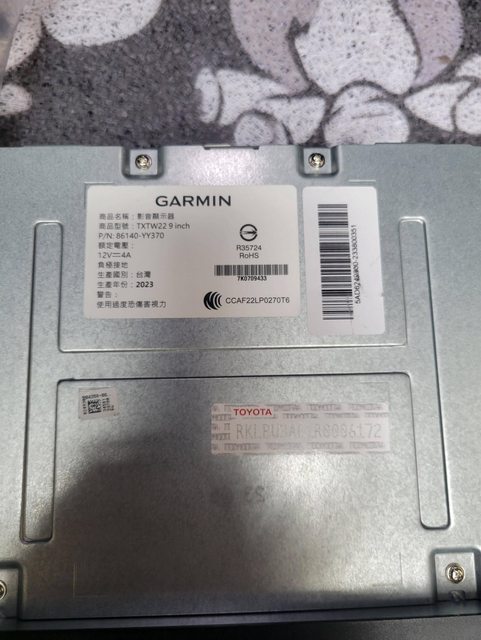 GARMIN
商品名稱：影音顯示器
商品型號：TXTW22 9 inch
P/N: 86140-YY370
額定電壓：
12V⎓4A
負極接地
生產國別：台灣
生產年份：2023
警告：
使用過度恐傷害視力
R35724
RoHS
7K0709433
CCAF22LP0270T6
TOYOTA